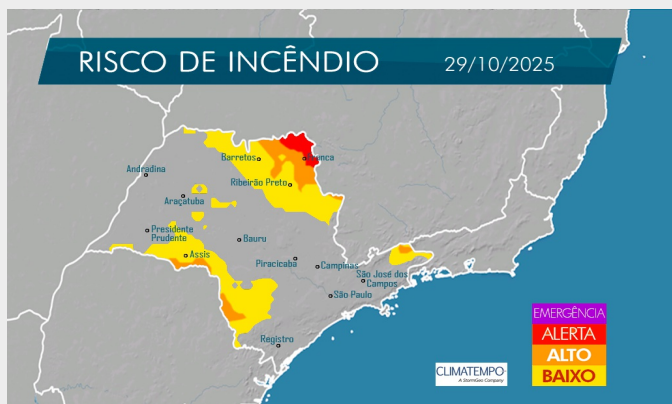 RISCO DE INCÊNDIO 29/10/2025
Barretos
Franca
Andradina
Ribeirão Preto
Araçatuba
Presidente
Prudente
Bauru
Assis
Piracicaba
Campinas
São José dos
Campos
São Paulo
Registro
EMERGÊNCIA
ALERTA
ALTO
BAIXO
CLIMATEMPO
A StormGeo Company